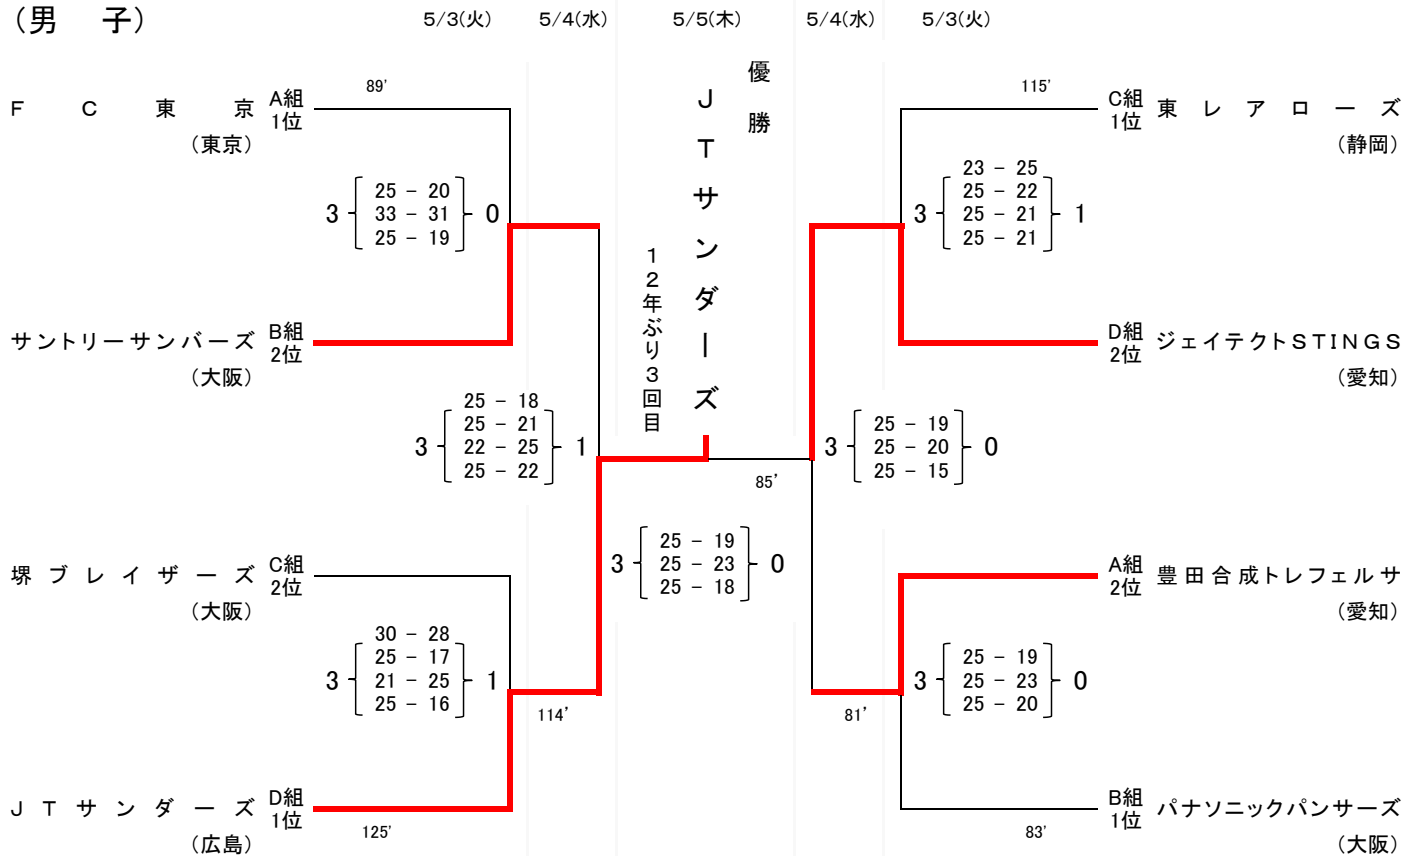 (男　子)
5/3(火)　5/4(水)　5/5(木)　5/4(水)　5/3(火)
優勝
ＪＴサンダーズ
１２年ぶり３回目
ＦＣ東京 A組1位
（東京）
89'
3 25 － 20 0
33 － 31
25 － 19
サントリーサンバーズ B組2位
（大阪）
25 － 18
25 － 21
3 22 － 25 1
25 － 22
堺ブレイザーズ C組2位
（大阪）
30 － 28
25 － 17
3 21 － 25 1
25 － 16
114'
ＪＴサンダーズ D組1位
（広島）
125'
85'
25 － 19
3 25 － 23 0
25 － 18
115'
C組1位 東レアローズ
（静岡）
23 － 25
25 － 22
3 25 － 21 1
25 － 21
D組2位 ジェイテクトＳＴＩＮＧＳ
（愛知）
25 － 19
3 25 － 20 0
25 － 15
A組2位 豊田合成トレフェルサ
（愛知）
25 － 19
3 25 － 23 0
25 － 20
81'
B組1位 パナソニックパンサーズ
（大阪）
83'